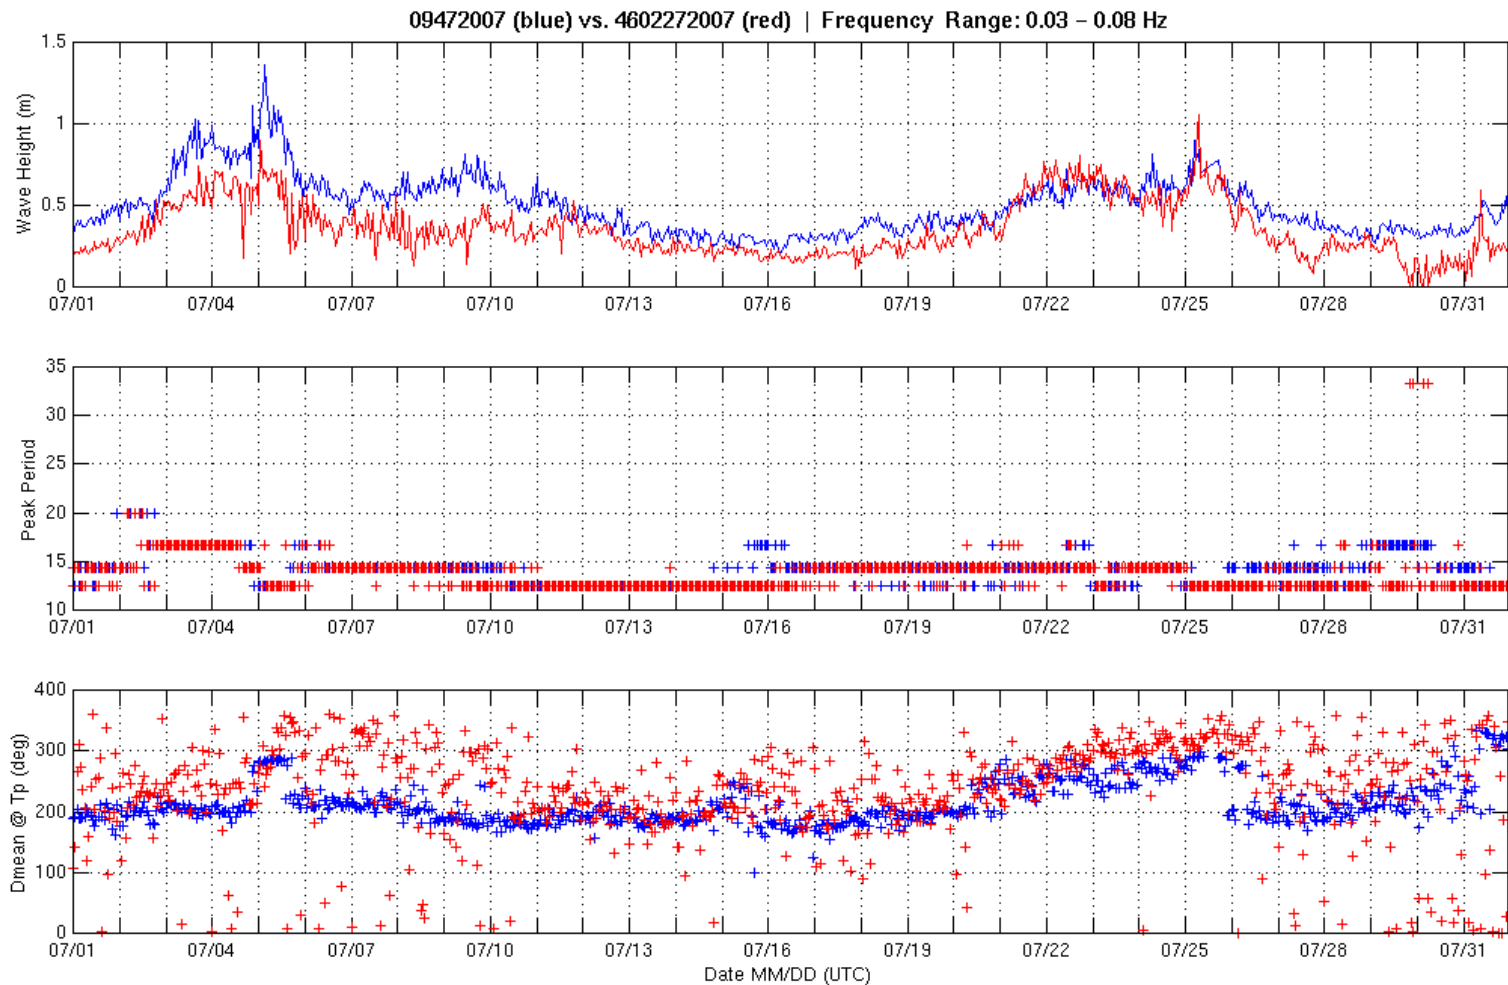 09472007 (blue) vs. 4602272007 (red) | Frequency Range: 0.03 – 0.08 Hz
Wave Height (m)
1.5
1
0.5
0
07/01 07/04 07/07 07/10 07/13 07/16 07/19 07/22 07/25 07/28 07/31
Peak Period
35
30
25
20
15
10
07/01 07/04 07/07 07/10 07/13 07/16 07/19 07/22 07/25 07/28 07/31
Dmean @ Tp (deg)
400
300
200
100
0
07/01 07/04 07/07 07/10 07/13 07/16 07/19 07/22 07/25 07/28 07/31
Date MM/DD (UTC)